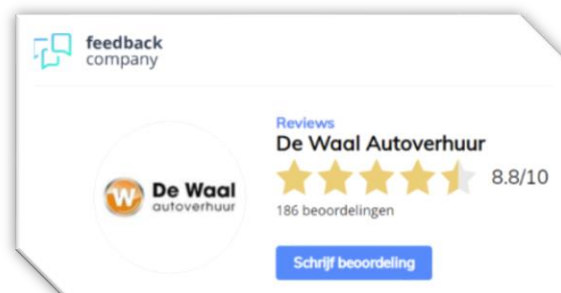 feedback
company
Reviews
De Waal Autoverhuur
W De Waal
autoverhuur
8.8/10
186 beoordelingen
Schrijf beoordeling